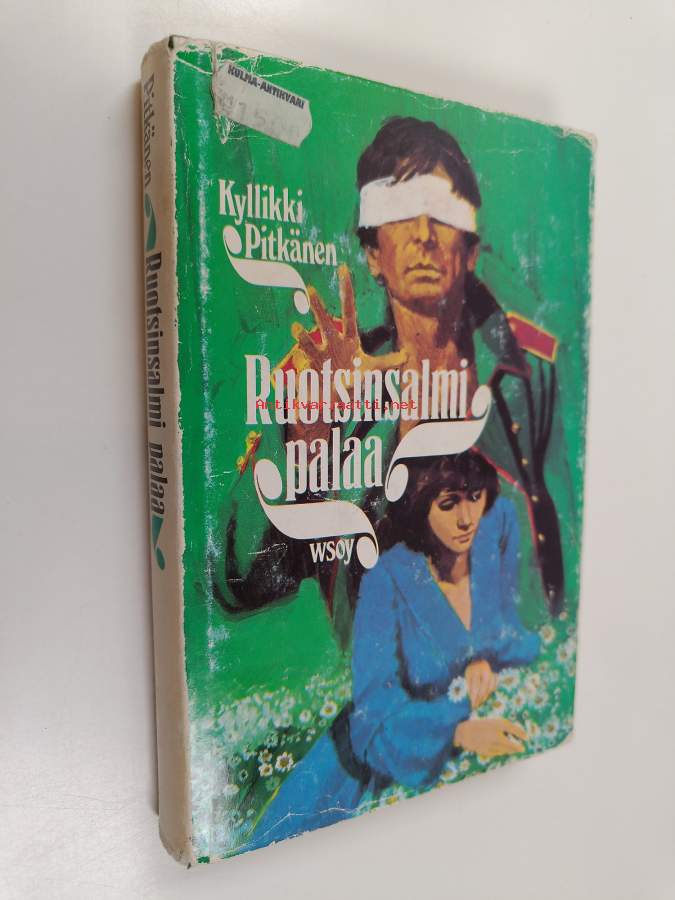 KULMA-ANTIKVARI
Kyllikki
Pitkänen
Ruotsinsalmi
Antikvariaatti.net
palaa
wsoy
Pitkänen
Ruotsinsalmi palaa